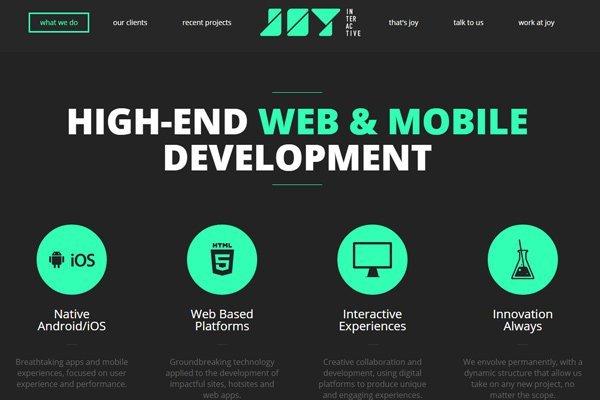 what we do
our clients
recent projects
JOY
IN
TER
AC
TIVE
that's joy
talk to us
work at joy
HIGH-END WEB & MOBILE
DEVELOPMENT
iOS
HTML
5
Native
Android/iOS
Breathtaking apps and mobile
experiences, focused on user
experience and performance.
Web Based
Platforms
Groundbreaking technology
applied to the development of
impactful sites, hotsites and
web apps.
Interactive
Experiences
Creative collaboration and
development, using digital
platforms to produce unique
and engaging experiences.
Innovation
Always
We envolve permanently, with a
dynamic structure that allow us
take on any new project, no
matter the scope.